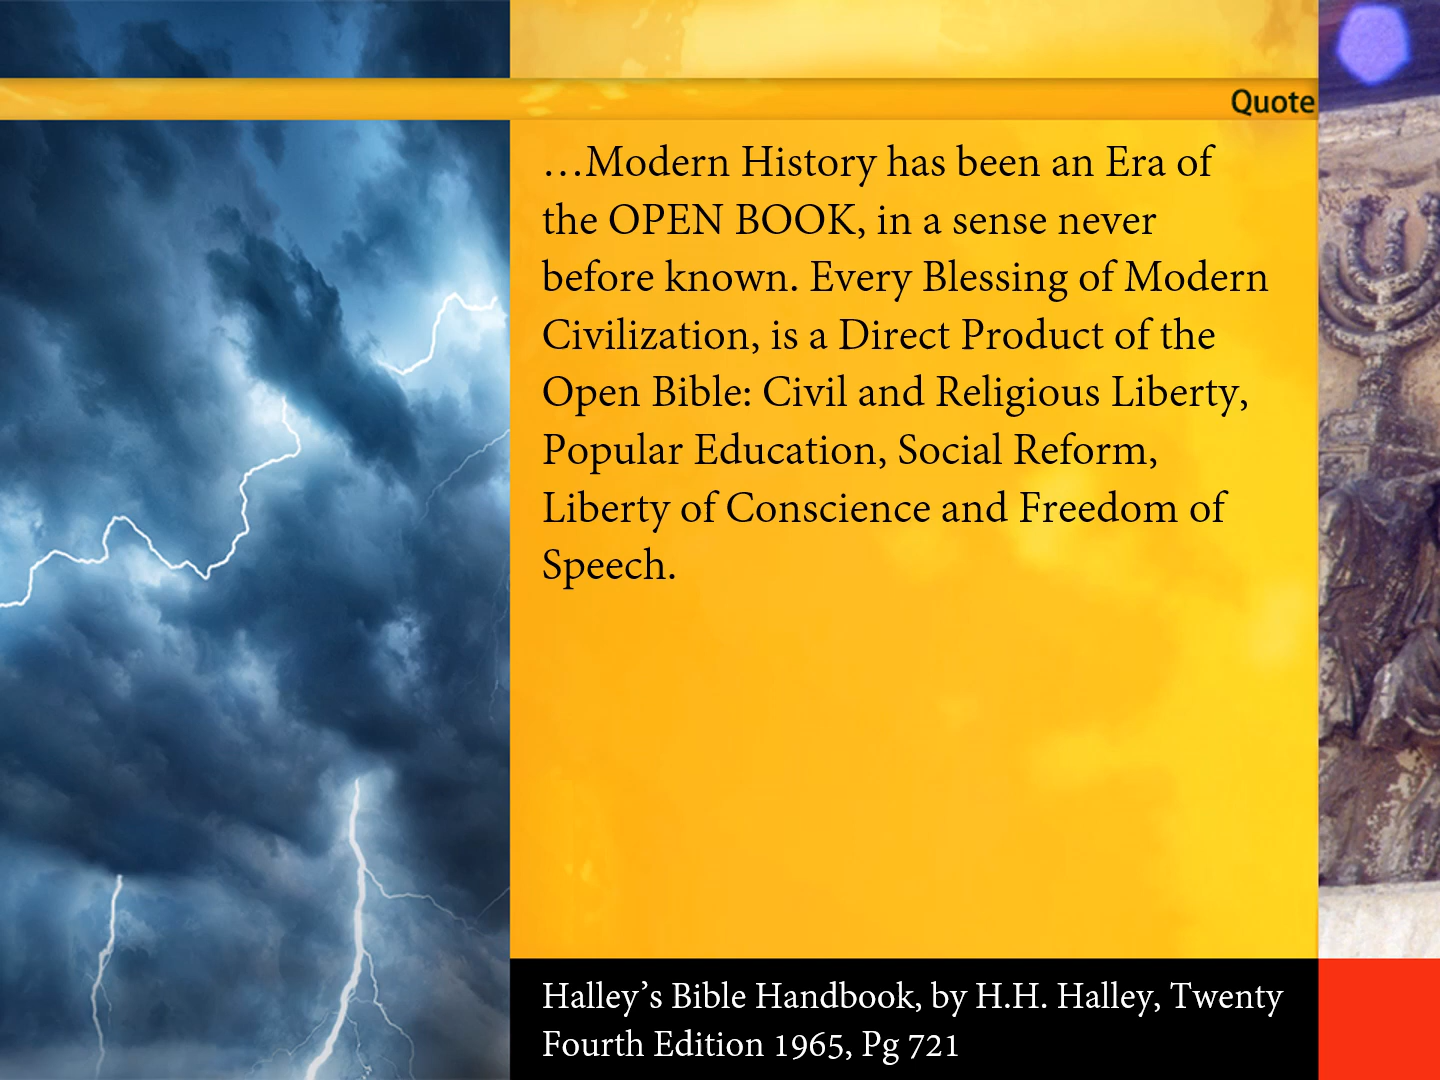 Quote
…Modern History has been an Era of
the OPEN BOOK, in a sense never
before known. Every Blessing of Modern
Civilization, is a Direct Product of the
Open Bible: Civil and Religious Liberty,
Popular Education, Social Reform,
Liberty of Conscience and Freedom of
Speech.
Halley’s Bible Handbook, by H.H. Halley, Twenty
Fourth Edition 1965, Pg 721